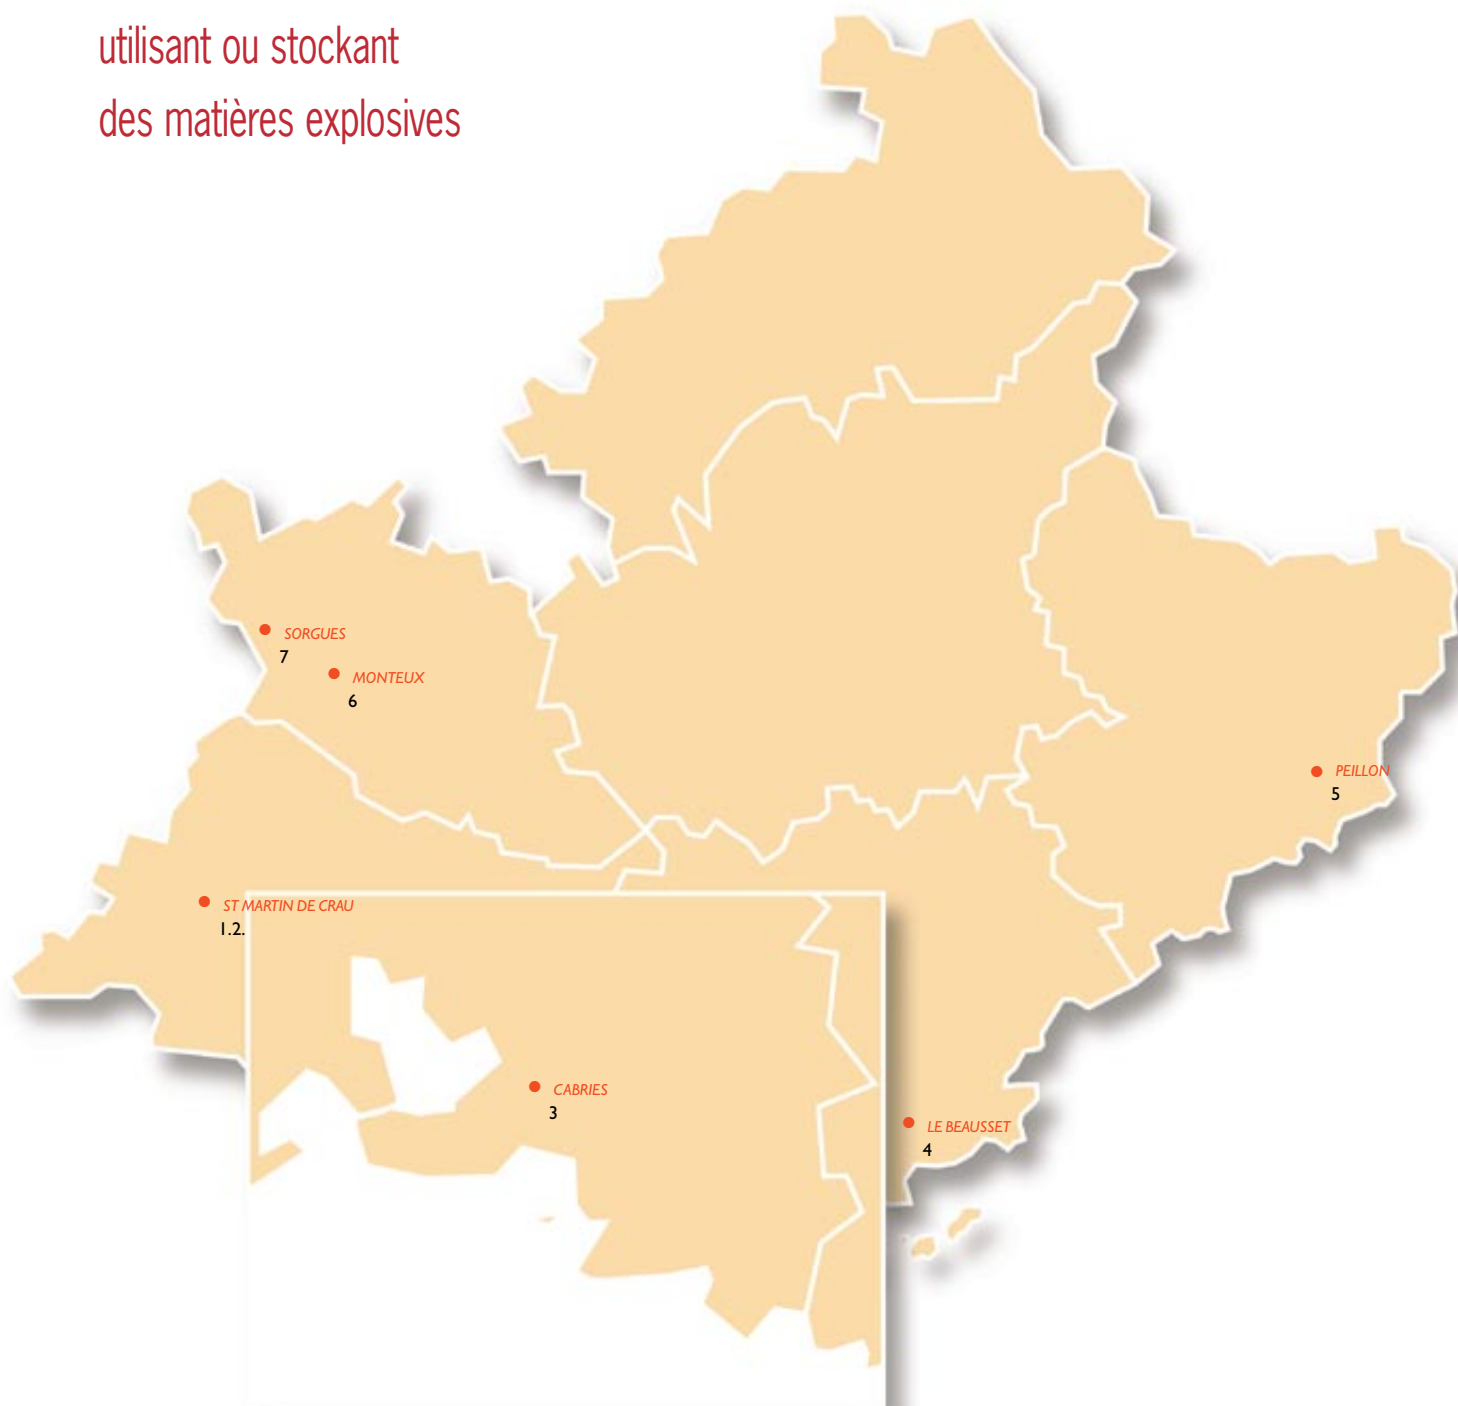 utilisant ou stockant
des matières explosives
SORGUES
7
MONTEUX
6
PEILLON
5
ST MARTIN DE CRAU
1.2.
CABRIES
3
LE BEAUSSET
4